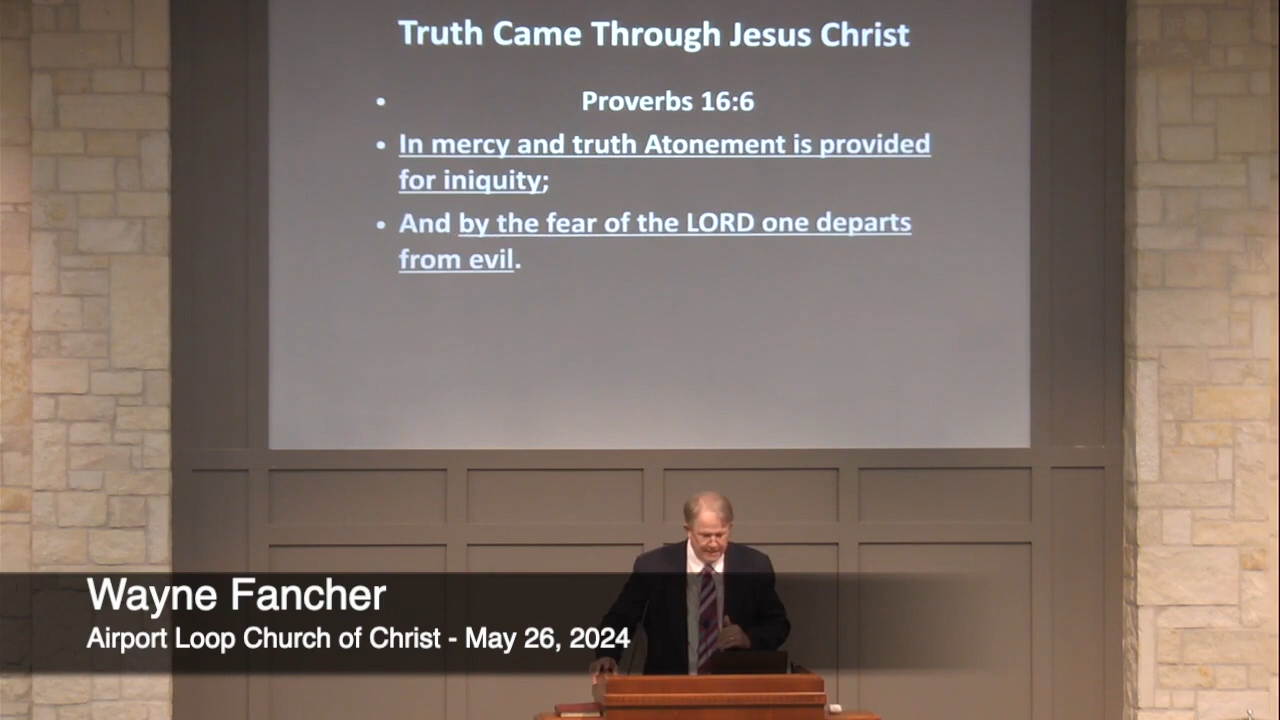 Truth Came Through Jesus Christ
• Proverbs 16:6
• In mercy and truth Atonement is provided
for iniquity;
• And by the fear of the LORD one departs
from evil.
Wayne Fancher
Airport Loop Church of Christ - May 26, 2024